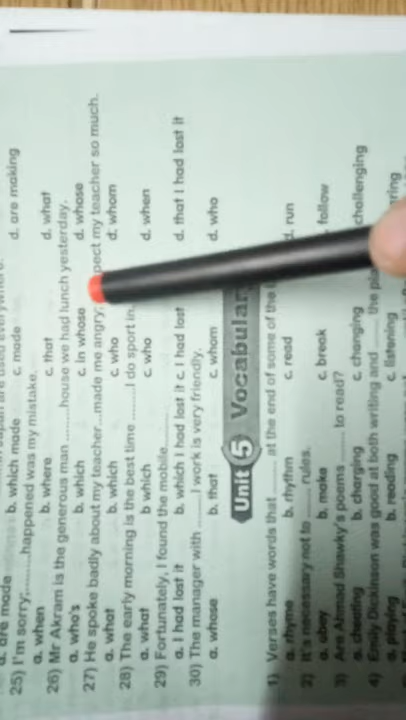 a. are made b. which made c. made d. are making
25) I'm sorry; ........happened was my mistake.
a. when b. where c. that d. what
26) Mr Akram is the generous man ........house we had lunch yesterday.
a. who's b. which c. in whose d. whose
27) He spoke badly about my teacher...made me angry; pect my teacher so much.
a. what b. which c. who d. whom
28) The early morning is the best time ........I do sport in.
a. what b which c. who d. when
29) Fortunately, I found the mobile........
a. I had lost it b. which I had lost it c. I had lost d. that I had lost it
30) The manager with ........I work is very friendly.
a. whose b. that c. whom d. who
Unit 5 Vocabular
1) Verses have words that ........ at the end of some of the
a. rhyme b. rhythm c. read d. run
2) It's necessary not to ........ rules.
a. obey b. make c. break follow
3) Are Ahmad Shawky's poems ........ to read?
a. cheating b. charging c. changing challenging
4) Emily Dickinson was good at both writing and ........ the
a. playing b. reading c. listening